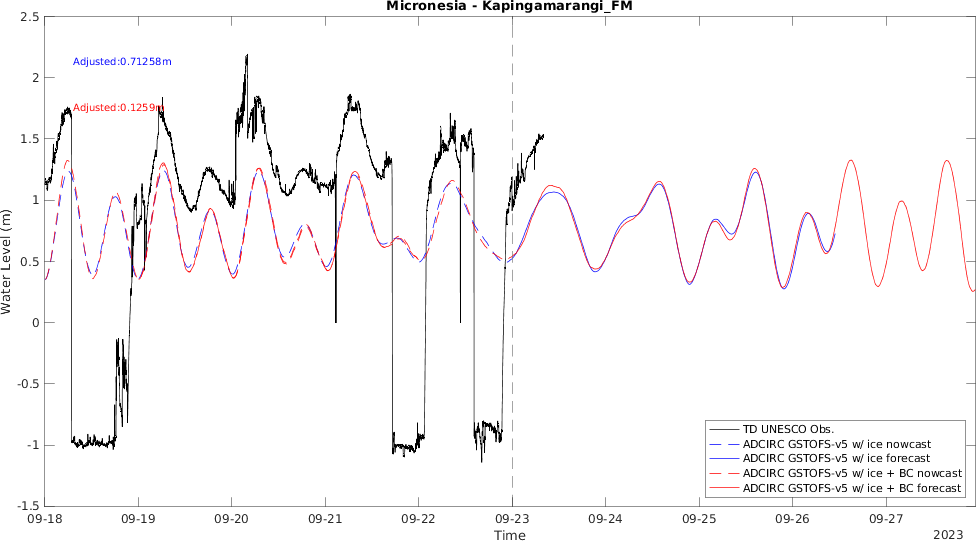 Micronesia - Kapingamarangi_FM
2.5
2
1.5
1
0.5
0
-0.5
-1
-1.5
Water Level (m)
Adjusted:0.71258m
Adjusted:0.1259m
TD UNESCO Obs.
ADCIRC GSTOFS-v5 w/ ice nowcast
ADCIRC GSTOFS-v5 w/ ice forecast
ADCIRC GSTOFS-v5 w/ ice + BC nowcast
ADCIRC GSTOFS-v5 w/ ice + BC forecast
09-18 09-19 09-20 09-21 09-22 09-23 09-24 09-25 09-26 09-27
Time
2023